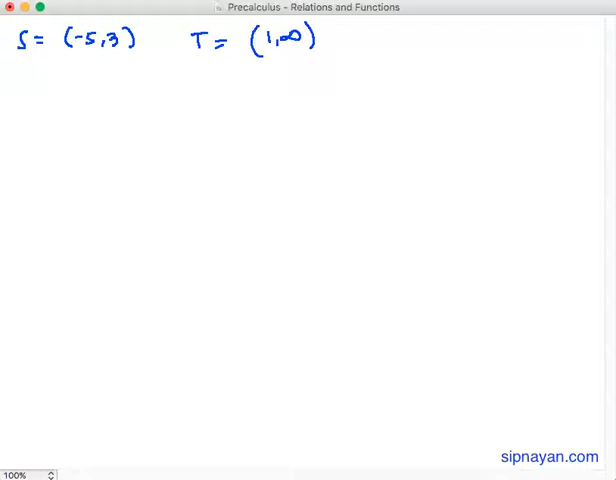 Precalculus - Relations and Functions
S = (-5,3) T = (1,∞)
sipnayan.com
100%